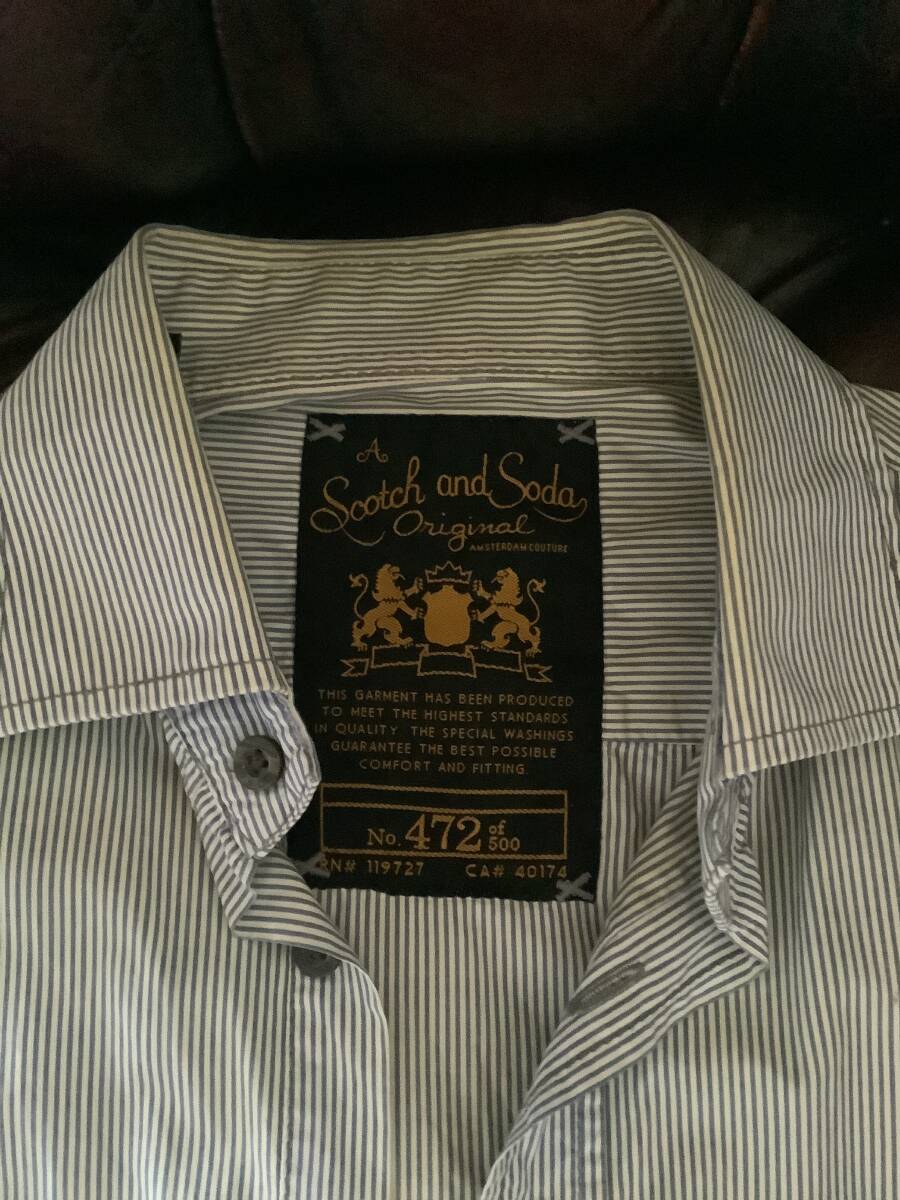 A
Scotch and Soda
Original
AMSTERDAM COUTURE
THIS GARMENT HAS BEEN PRODUCED
TO MEET THE HIGHEST STANDARDS
IN QUALITY. THE SPECIAL WASHINGS
GUARANTEE THE BEST POSSIBLE
COMFORT AND FITTING.
No. 472 of 500
RN# 119727 CA# 40174